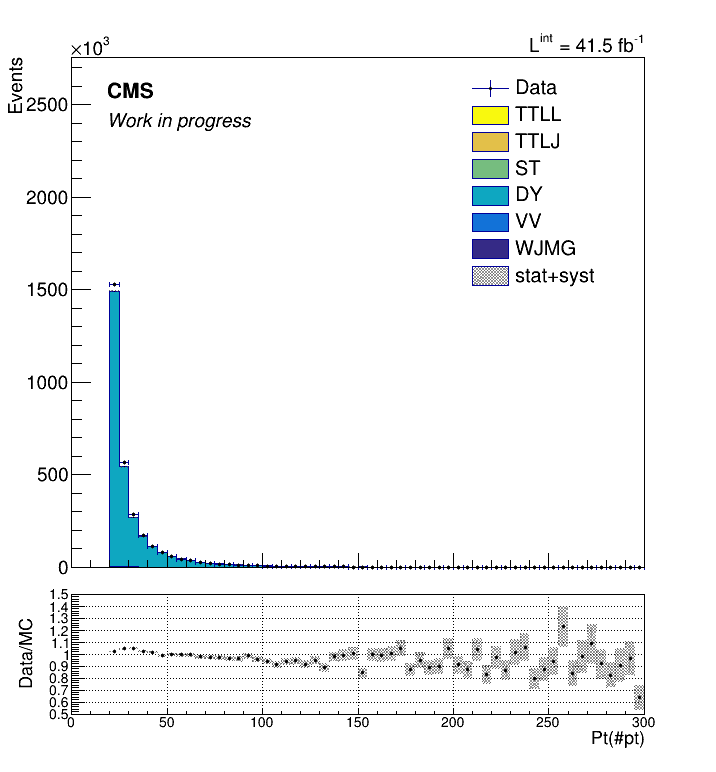 ×10³
L^int = 41.5 fb^-1
Events
CMS
Work in progress
Data
TTLL
TTLJ
ST
DY
VV
WJMG
stat+syst
2500
2000
1500
1000
500
0
Data/MC
1.5
1.4
1.3
1.2
1.1
1
0.9
0.8
0.7
0.6
0.5
0 50 100 150 200 250 300
Pt(#pt)